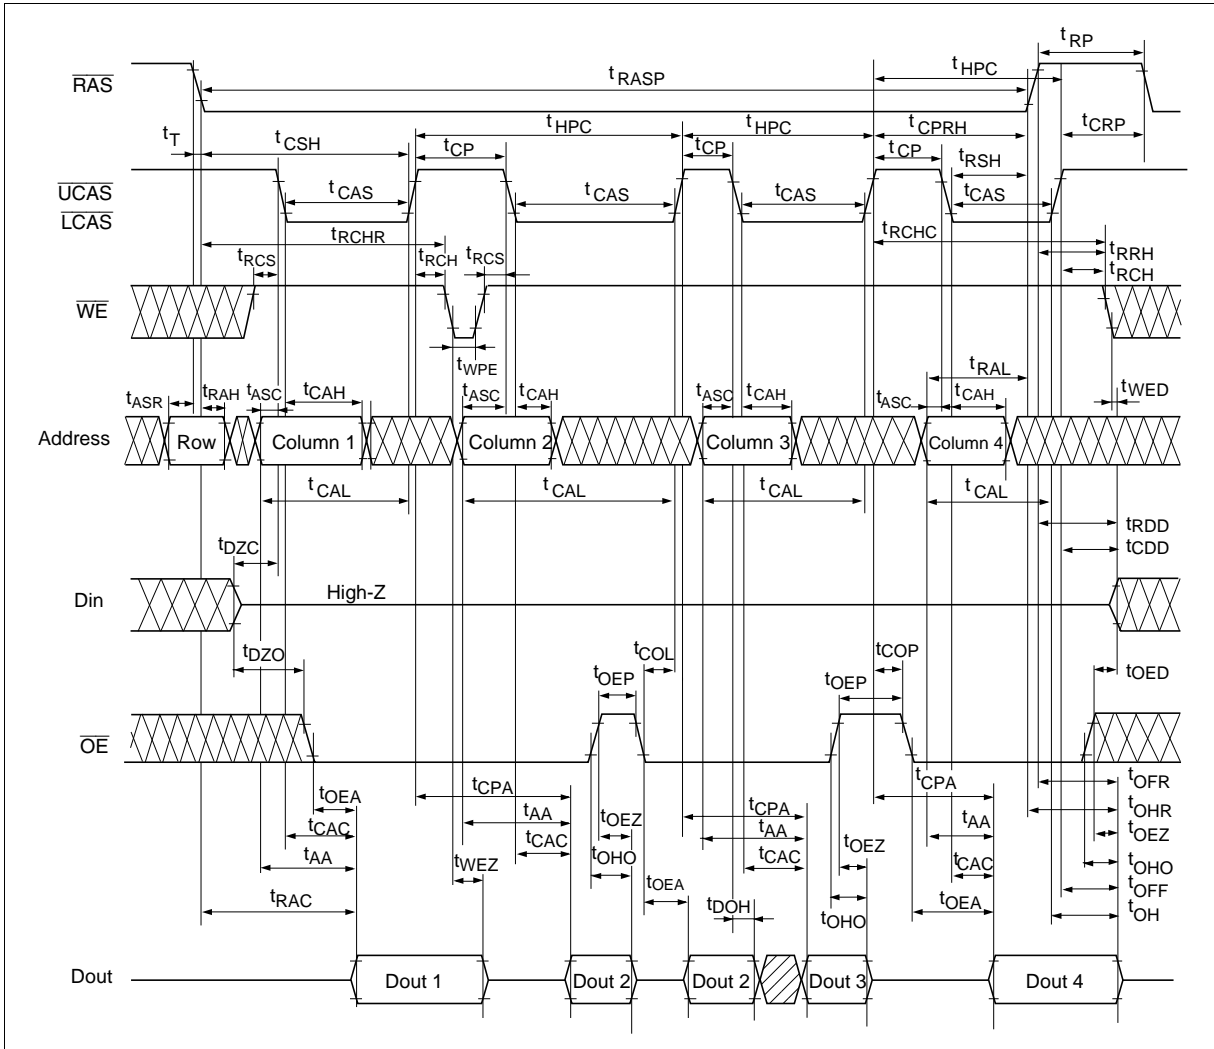 tRP
tHPC
RAS
tRASP
tT
tCSH
tHPC
tHPC
tCPRH
tCRP
tCP
tCP
tCP
tRSH
UCAS
LCAS
tCAS
tCAS
tCAS
tCAS
tRCHR
tRCHC
tRCS
tRCH
tRCS
tRRH
tRCH
WE
tWPE
tRAL
tASR
tRAH
tASC
tCAH
tASC
tCAH
tASC
tCAH
tASC
tCAH
tWED
Address
Row
Column 1
Column 2
Column 3
Column 4
tCAL
tCAL
tCAL
tCAL
tRDD
tCDD
tDZC
Din
High-Z
tDZO
tCOL
tCOP
tOEP
tOEP
tOED
OE
tOEA
tCPA
tCPA
tCPA
tOFR
tCAC
tAA
tOEZ
tAA
tAA
tOHR
tOEZ
tAA
tCAC
tOHO
tOEZ
tCAC
tCAC
tOHO
tWEZ
tOEA
tOFF
tRAC
tDOH
tOHO
tOEA
tOH
Dout
Dout 1
Dout 2
Dout 2
Dout 3
Dout 4